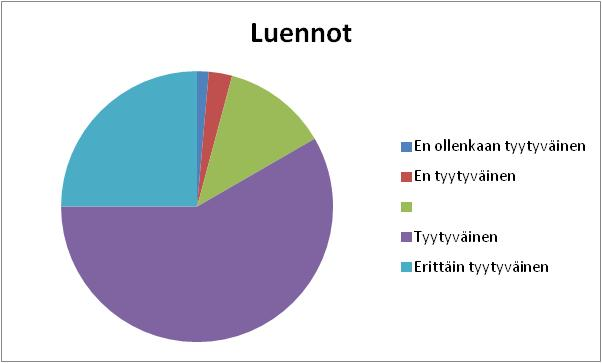 Luennot
En ollenkaan tyytyväinen
En tyytyväinen
Tyytyväinen
Erittäin tyytyväinen